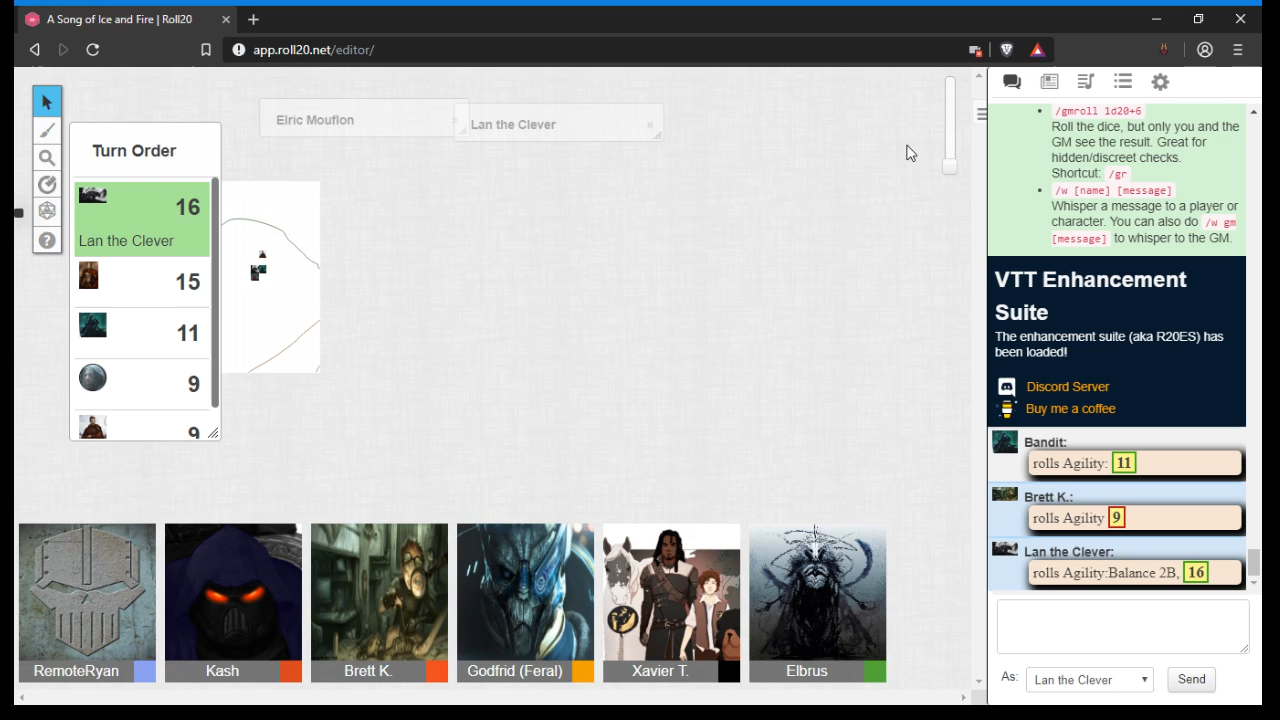 A Song of Ice and Fire | Roll20
app.roll20.net/editor/
Elric Mouflon
Lan the Clever
Turn Order
16
Lan the Clever
15
11
9
9
/gmroll 1d20+6
Roll the dice, but only you and the
GM see the result. Great for
hidden/discreet checks.
Shortcut: /gr
/w [name] [message]
Whisper a message to a player or
character. You can also do /w gm
[message] to whisper to the GM.
VTT Enhancement
Suite
The enhancement suite (aka R20ES) has
been loaded!
Discord Server
Buy me a coffee
Bandit:
rolls Agility: 11
Brett K.:
rolls Agility 9
Lan the Clever:
rolls Agility:Balance 2B, 16
As: Lan the Clever Send
RemoteRyan
Kash
Brett K.
Godfrid (Feral)
Xavier T.
Elbrus